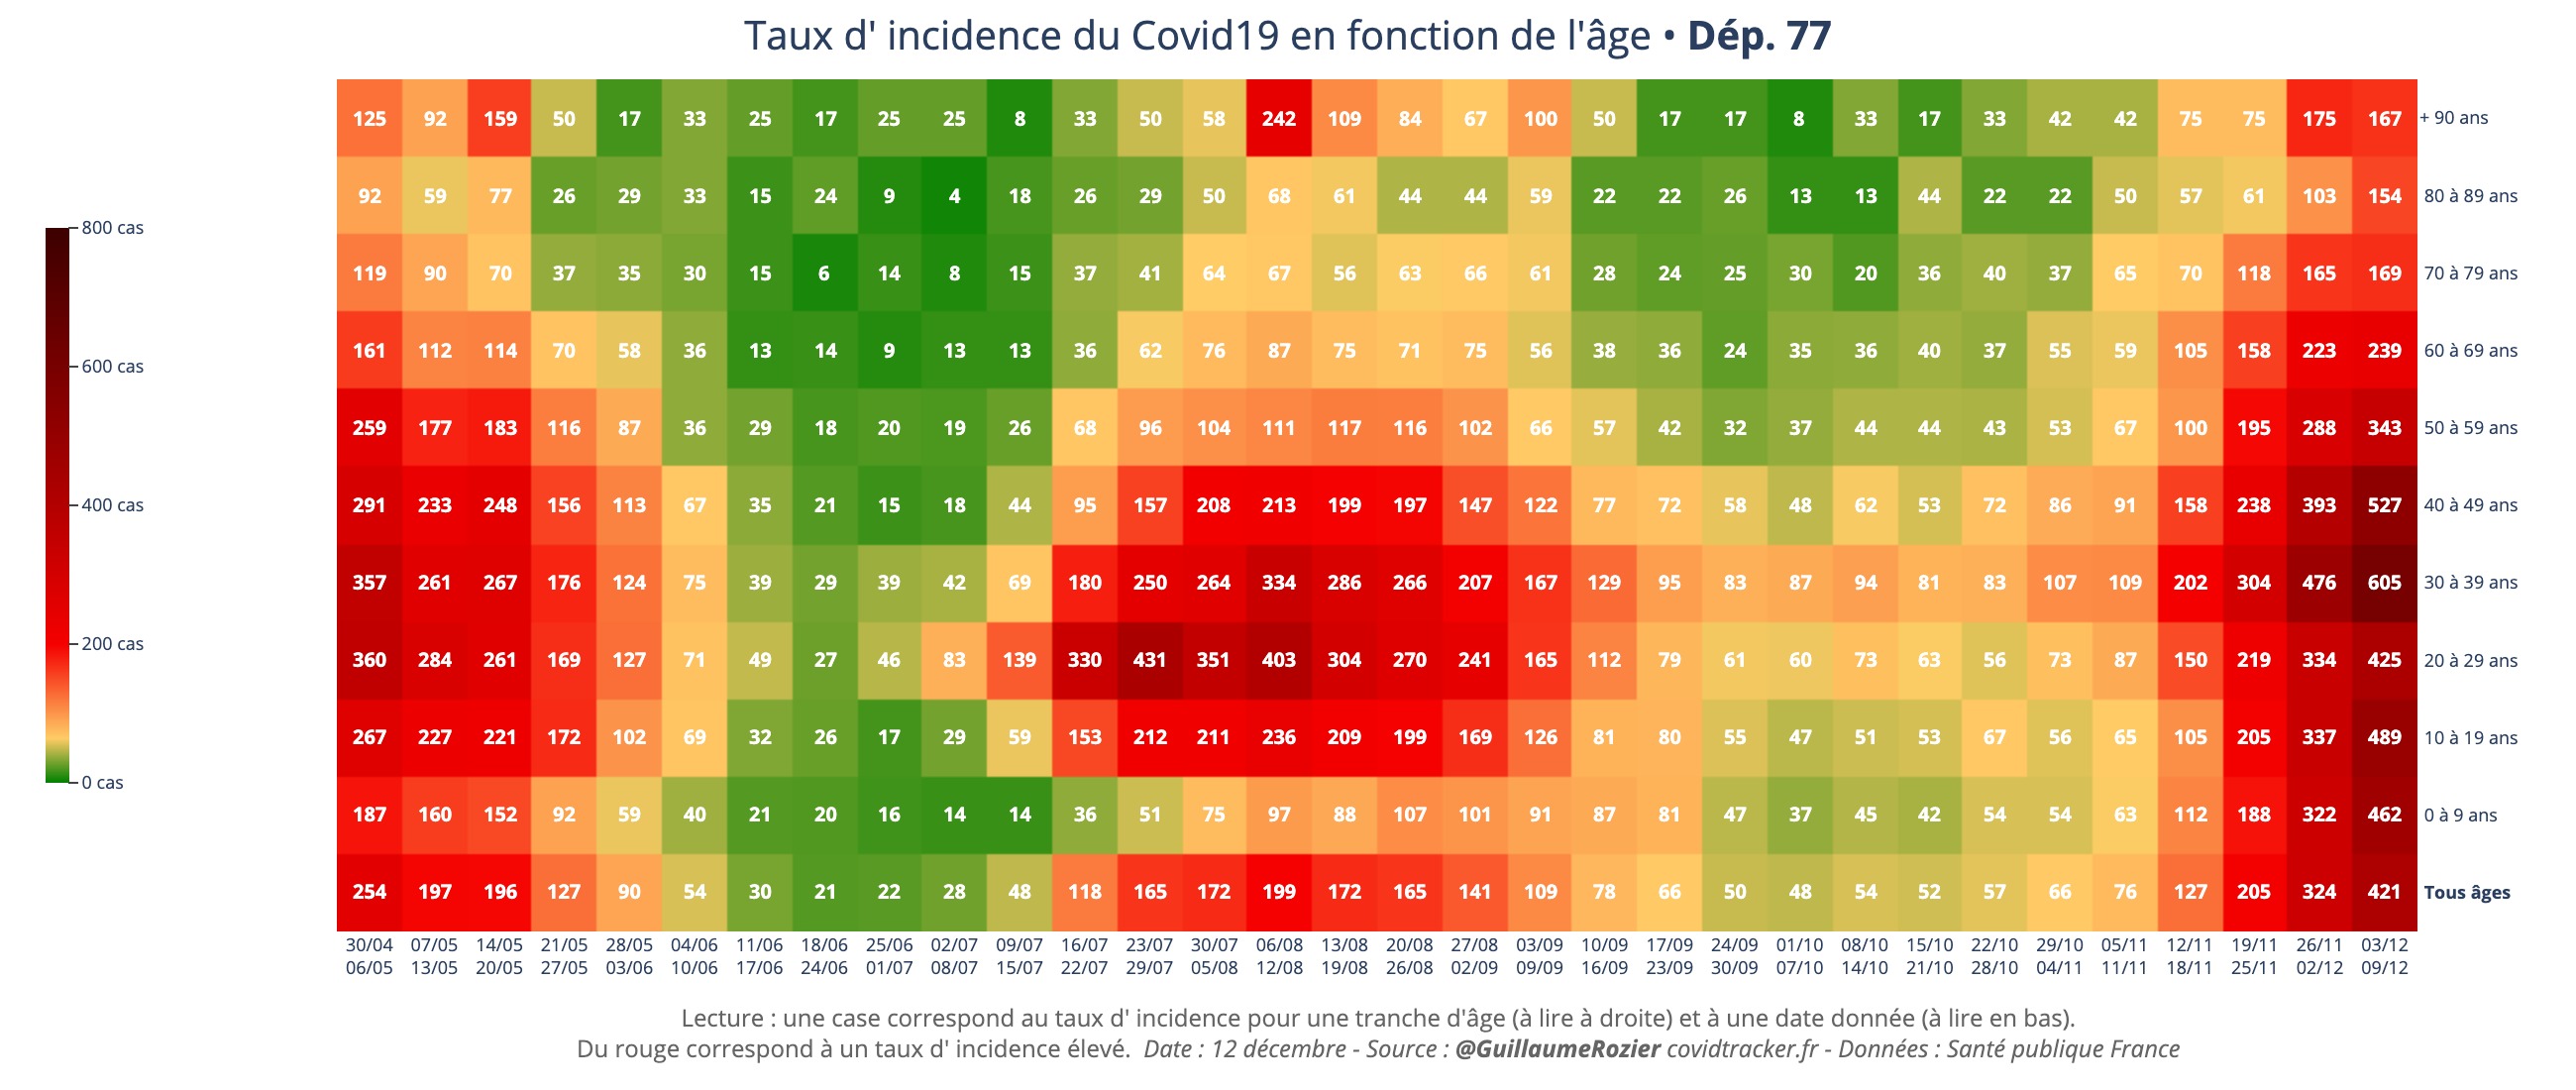 Taux d' incidence du Covid19 en fonction de l'âge • Dép. 77
800 cas
600 cas
400 cas
200 cas
0 cas
125 92 159 50 17 33 25 17 25 25 8 33 50 58 242 109 84 67 100 50 17 17 8 33 17 33 42 42 75 75 175 167 + 90 ans
92 59 77 26 29 33 15 24 9 4 18 26 29 50 68 61 44 44 59 22 22 26 13 13 44 22 22 50 57 61 103 154 80 à 89 ans
119 90 70 37 35 30 15 6 14 8 15 37 41 64 67 56 63 66 61 28 24 25 30 20 36 40 37 65 70 118 165 169 70 à 79 ans
161 112 114 70 58 36 13 14 9 13 13 36 62 76 87 75 71 75 56 38 36 24 35 36 40 37 55 59 105 158 223 239 60 à 69 ans
259 177 183 116 87 36 29 18 20 19 26 68 96 104 111 117 116 102 66 57 42 32 37 44 44 43 53 67 100 195 288 343 50 à 59 ans
291 233 248 156 113 67 35 21 15 18 44 95 157 208 213 199 197 147 122 77 72 58 48 62 53 72 86 91 158 238 393 527 40 à 49 ans
357 261 267 176 124 75 39 29 39 42 69 180 250 264 334 286 266 207 167 129 95 83 87 94 81 83 107 109 202 304 476 605 30 à 39 ans
360 284 261 169 127 71 49 27 46 83 139 330 431 351 403 304 270 241 165 112 79 61 60 73 63 56 73 87 150 219 334 425 20 à 29 ans
267 227 221 172 102 69 32 26 17 29 59 153 212 211 236 209 199 169 126 81 80 55 47 51 53 67 56 65 105 205 337 489 10 à 19 ans
187 160 152 92 59 40 21 20 16 14 14 36 51 75 97 88 107 101 91 87 81 47 37 45 42 54 54 63 112 188 322 462 0 à 9 ans
254 197 196 127 90 54 30 21 22 28 48 118 165 172 199 172 165 141 109 78 66 50 48 54 52 57 66 76 127 205 324 421 Tous âges
30/04 07/05 14/05 21/05 28/05 04/06 11/06 18/06 25/06 02/07 09/07 16/07 23/07 30/07 06/08 13/08 20/08 27/08 03/09 10/09 17/09 24/09 01/10 08/10 15/10 22/10 29/10 05/11 12/11 19/11 26/11 03/12
06/05 13/05 20/05 27/05 03/06 10/06 17/06 24/06 01/07 08/07 15/07 22/07 29/07 05/08 12/08 19/08 26/08 02/09 09/09 16/09 23/09 30/09 07/10 14/10 21/10 28/10 04/11 11/11 18/11 25/11 02/12 09/12
Lecture : une case correspond au taux d' incidence pour une tranche d'âge (à lire à droite) et à une date donnée (à lire en bas).
Du rouge correspond à un taux d' incidence élevé. Date : 12 décembre - Source : @GuillaumeRozier covidtracker.fr - Données : Santé publique France